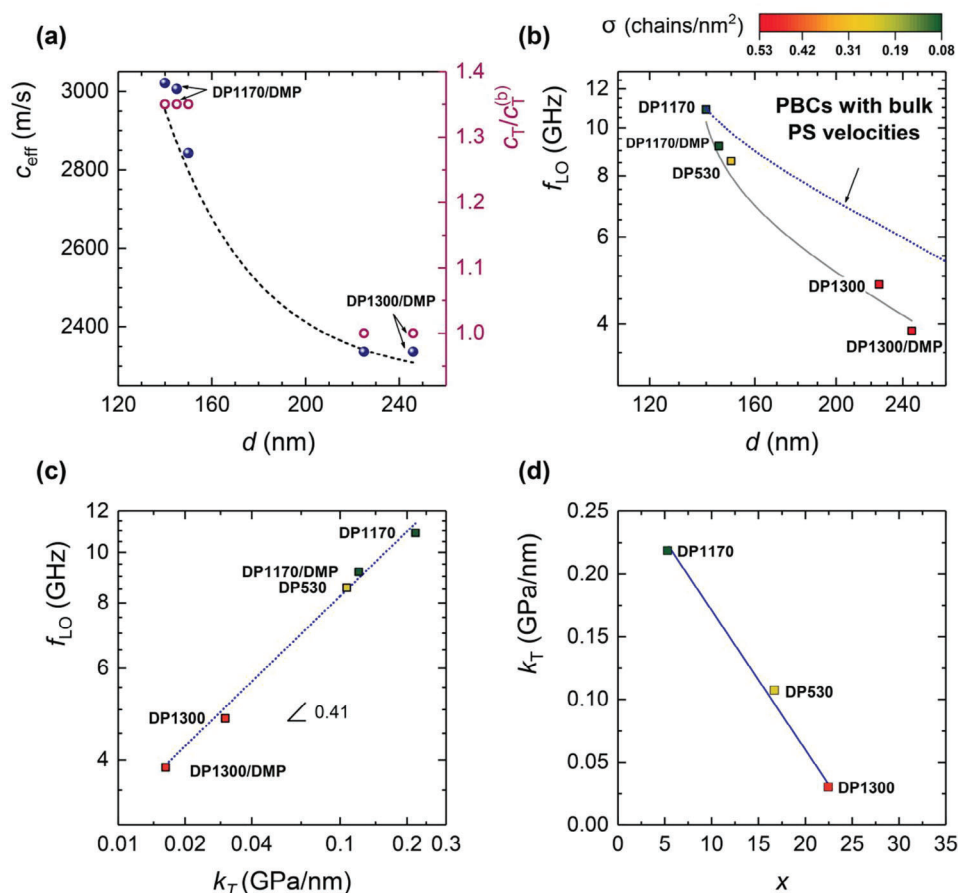 σ (chains/nm²)
0.53 0.42 0.31 0.19 0.08
(a)
3000
2800
2600
2400
c_eff (m/s)
1.4
1.3
1.2
1.1
1.0
c_T/c_T^(b)
DP1170/DMP
DP1300/DMP
120 160 200 240
d (nm)
(b)
12
10
8
6
4
f_LO (GHz)
DP1170
DP1170/DMP
DP530
PBCs with bulk
PS velocities
DP1300
DP1300/DMP
120 160 200 240
d (nm)
(c)
12
10
8
6
4
f_LO (GHz)
DP1170
DP1170/DMP
DP530
DP1300
0.41
DP1300/DMP
0.01 0.02 0.1 0.2 0.3
k_T (GPa/nm)
(d)
0.25
0.20
0.15
0.10
0.05
0.00
k_T (GPa/nm)
DP1170
DP530
DP1300
0 5 10 15 20 25 30 35
x